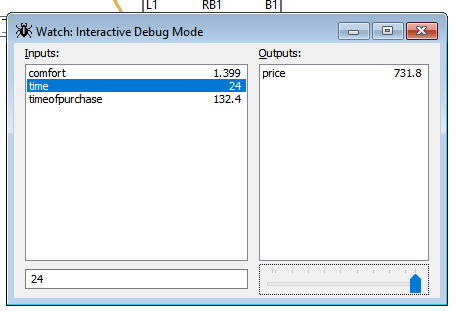 L1 RB1 B1
Watch: Interactive Debug Mode
Inputs: Outputs:
comfort 1.399 price 731.8
time 24
timeofpurchase 132.4
24